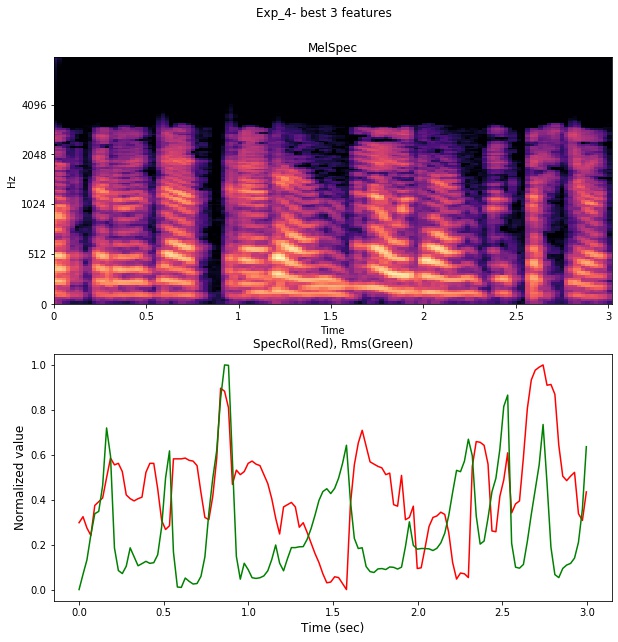 Exp_4- best 3 features
MelSpec
Hz
4096
2048
1024
512
0
0 0.5 1 1.5 2 2.5 3
Time
SpecRol(Red), Rms(Green)
Normalized value
1.0
0.8
0.6
0.4
0.2
0.0
0.0 0.5 1.0 1.5 2.0 2.5 3.0
Time (sec)